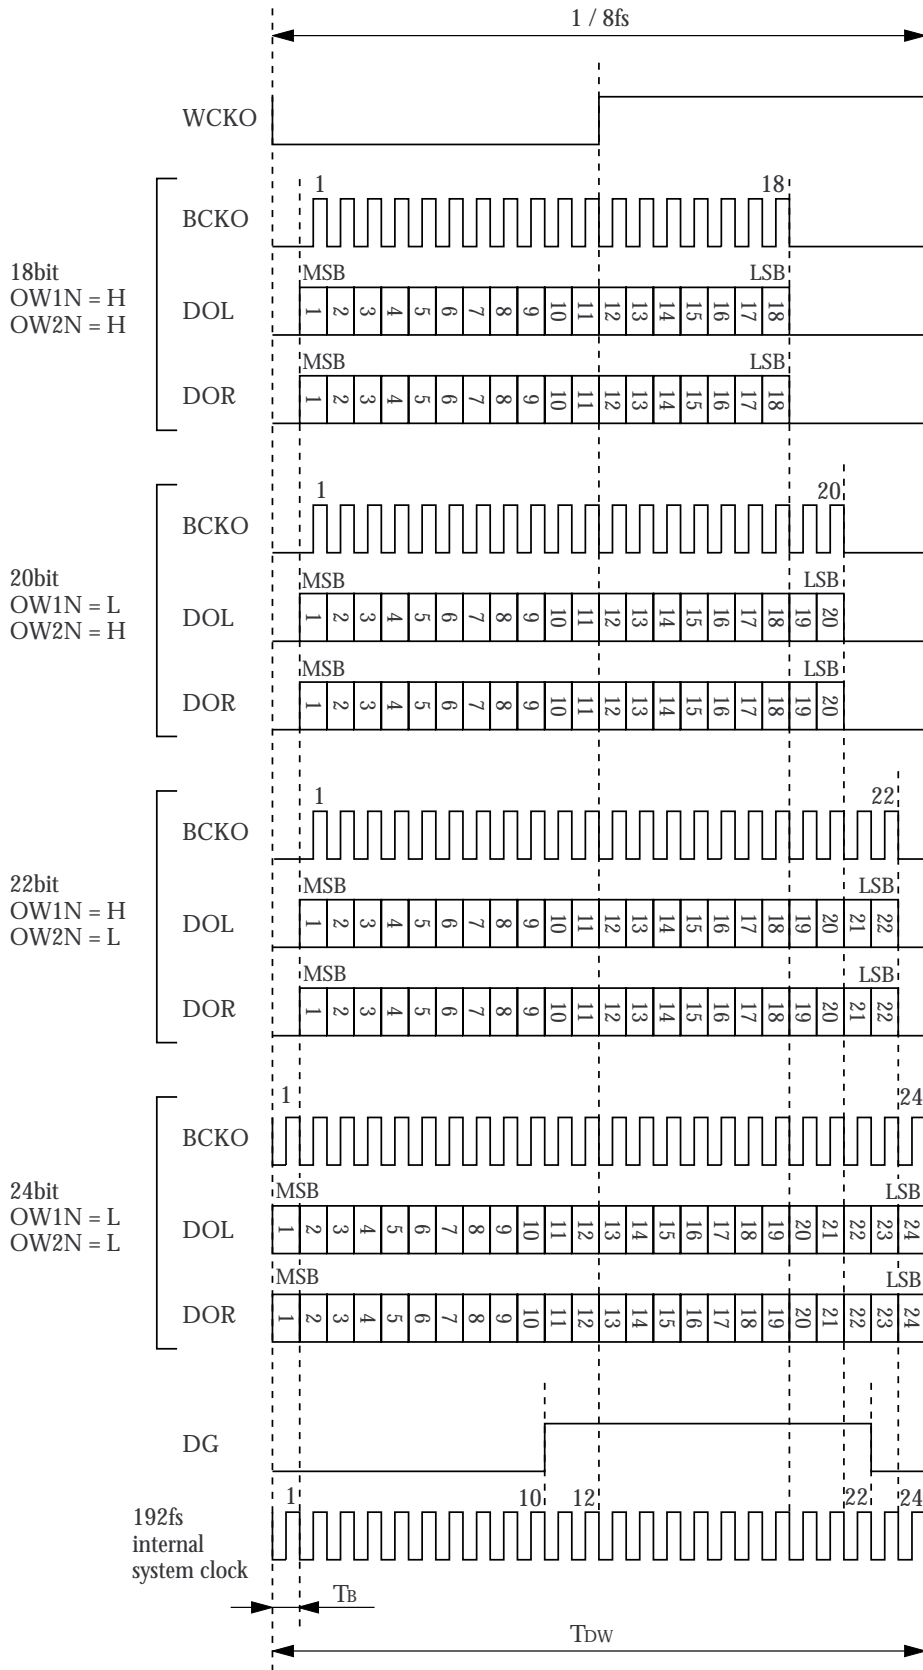 1 / 8fs
WCKO
1 18
BCKO
18bit
OW1N = H
OW2N = H
MSB LSB
DOL
1 2 3 4 5 6 7 8 9 10 11 12 13 14 15 16 17 18
MSB LSB
DOR
1 2 3 4 5 6 7 8 9 10 11 12 13 14 15 16 17 18
1 20
BCKO
20bit
OW1N = L
OW2N = H
MSB LSB
DOL
1 2 3 4 5 6 7 8 9 10 11 12 13 14 15 16 17 18 19 20
MSB LSB
DOR
1 2 3 4 5 6 7 8 9 10 11 12 13 14 15 16 17 18 19 20
1 22
BCKO
22bit
OW1N = H
OW2N = L
MSB LSB
DOL
1 2 3 4 5 6 7 8 9 10 11 12 13 14 15 16 17 18 19 20 21 22
MSB LSB
DOR
1 2 3 4 5 6 7 8 9 10 11 12 13 14 15 16 17 18 19 20 21 22
1 24
BCKO
24bit
OW1N = L
OW2N = L
MSB LSB
DOL
1 2 3 4 5 6 7 8 9 10 11 12 13 14 15 16 17 18 19 20 21 22 23 24
MSB LSB
DOR
1 2 3 4 5 6 7 8 9 10 11 12 13 14 15 16 17 18 19 20 21 22 23 24
DG
1 10 12 22 24
192fs
internal
system clock
TB
TDW